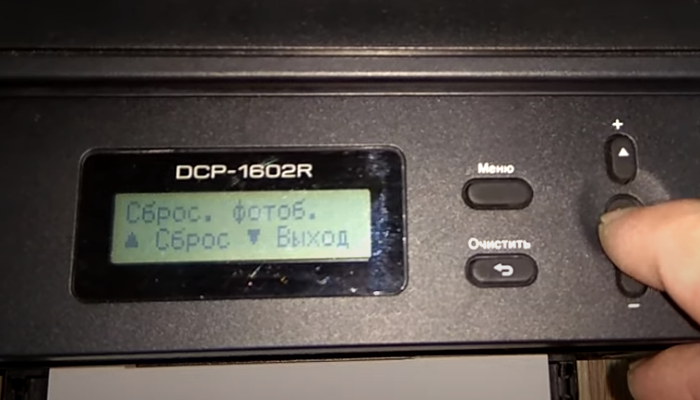 +
Меню
DCP-1602R
Сброс. фотоб.
▲ Сброс ▼ Выход
Очистить
−